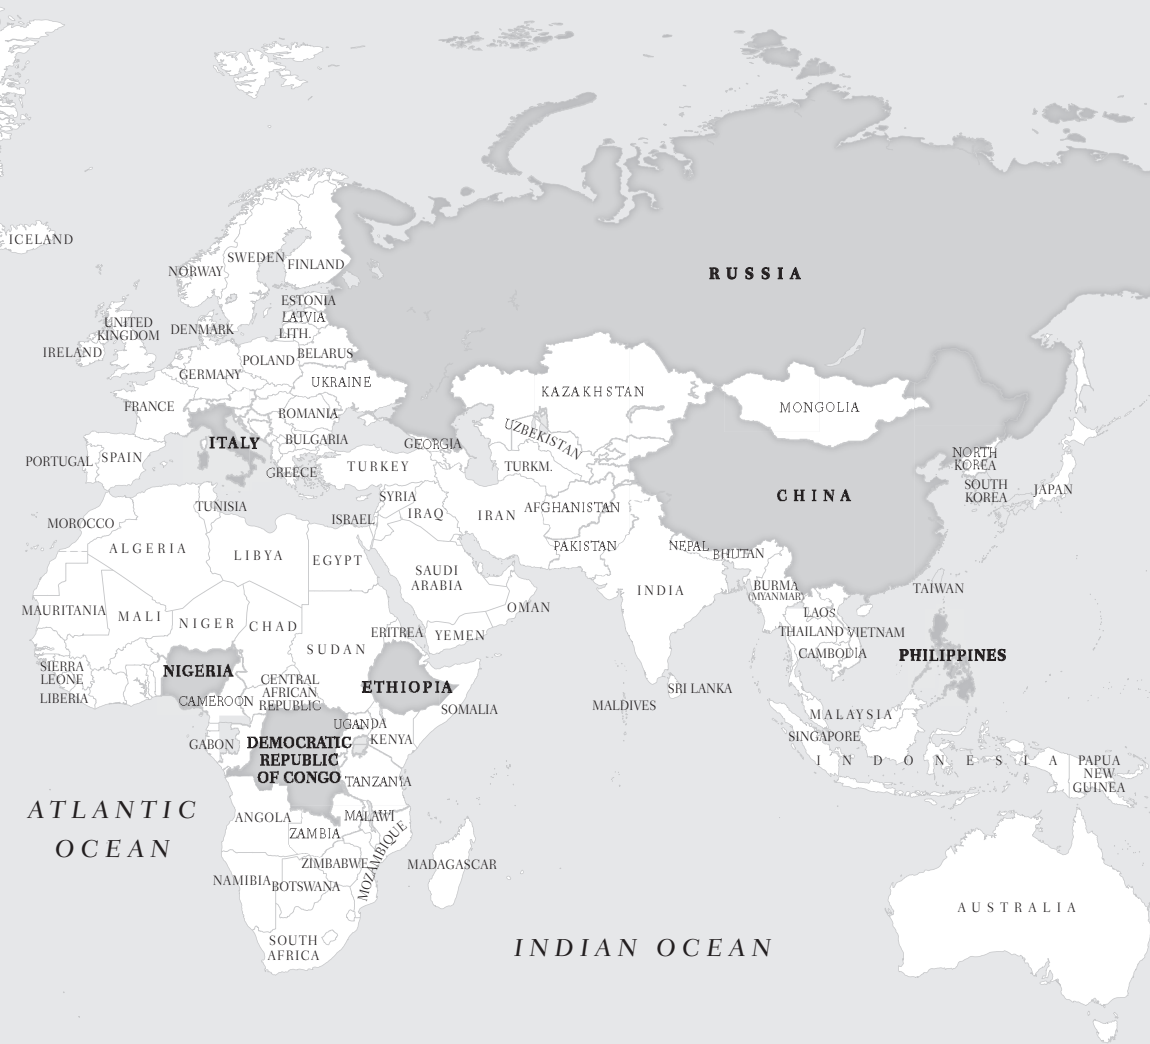 ICELAND
SWEDEN
FINLAND
NORWAY
RUSSIA
ESTONIA
LATVIA
LITH.
UNITED
KINGDOM
DENMARK
IRELAND
POLAND
BELARUS
GERMANY
UKRAINE
KAZAKHSTAN
FRANCE
ROMANIA
MONGOLIA
ITALY
BULGARIA
GEORGIA
UZBEKISTAN
PORTUGAL
SPAIN
GREECE
TURKEY
TURKM.
NORTH
KOREA
SOUTH
KOREA
JAPAN
CHINA
TUNISIA
SYRIA
MOROCCO
ISRAEL
IRAQ
IRAN
AFGHANISTAN
ALGERIA
LIBYA
EGYPT
PAKISTAN
NEPAL
BHUTAN
SAUDI
ARABIA
INDIA
BURMA
(MYANMAR)
TAIWAN
MAURITANIA
MALI
NIGER
CHAD
OMAN
LAOS
ERITREA
YEMEN
THAILAND
VIETNAM
SUDAN
CAMBODIA
PHILIPPINES
SIERRA
LEONE
NIGERIA
CENTRAL
AFRICAN
REPUBLIC
ETHIOPIA
SRI LANKA
LIBERIA
CAMEROON
SOMALIA
MALDIVES
MALAYSIA
UGANDA
SINGAPORE
GABON
DEMOCRATIC
REPUBLIC
OF CONGO
KENYA
INDONESIA
PAPUA
NEW
GUINEA
TANZANIA
ATLANTIC
OCEAN
ANGOLA
MALAWI
ZAMBIA
MOZAMBIQUE
ZIMBABWE
MADAGASCAR
NAMIBIA
BOTSWANA
AUSTRALIA
SOUTH
AFRICA
INDIAN OCEAN